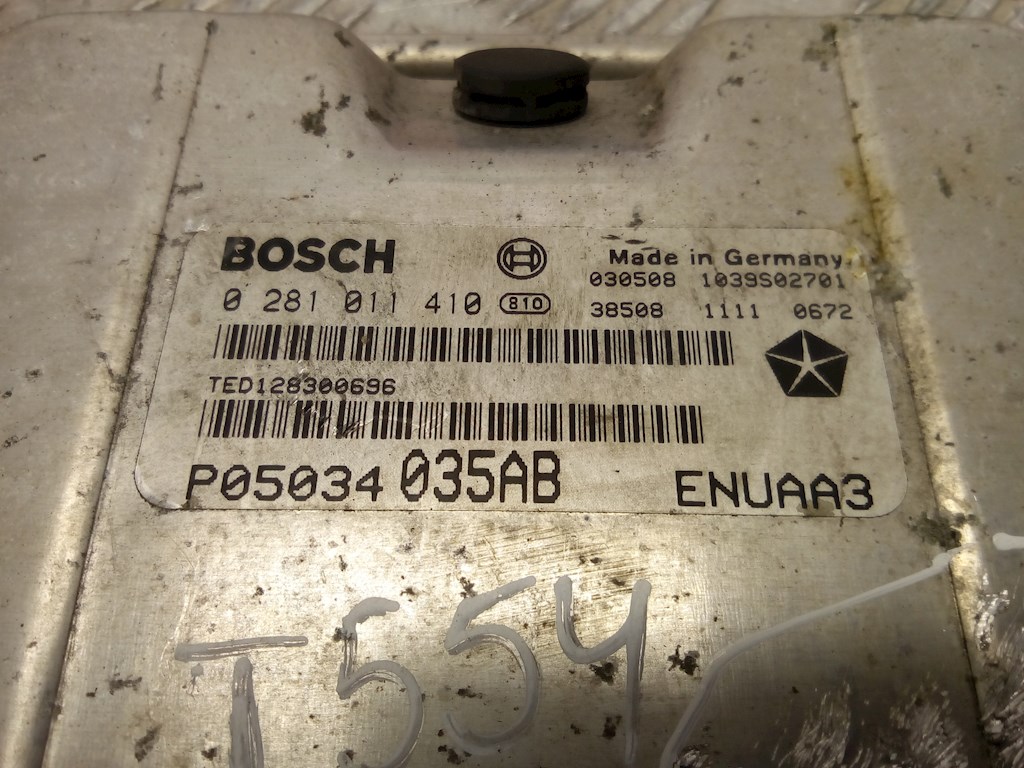 BOSCH
Made in Germany
030508 1039S02701
0 281 011 410 810
38508 1111 0672
TED128300696
P05034 035AB ENUAA3
T554